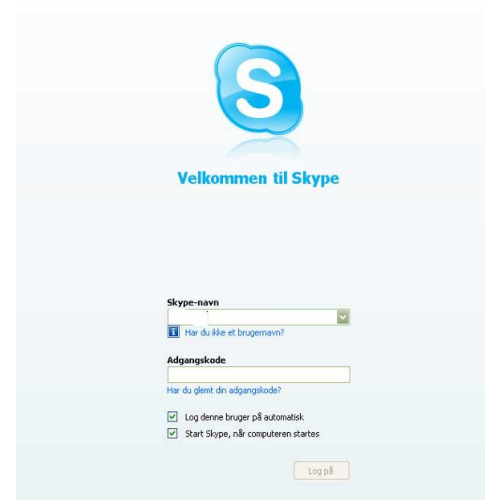 S
Velkommen til Skype
Skype-navn
Har du ikke et brugernavn?
Adgangskode
Har du glemt din adgangskode?
Log denne bruger på automatisk
Start Skype, når computeren startes
Log på